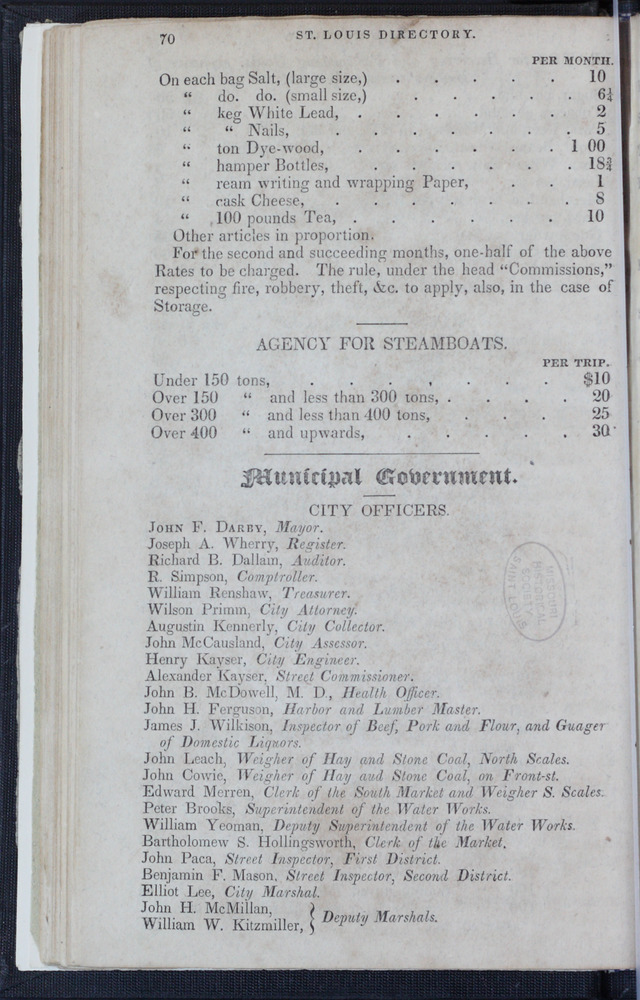 70 ST. LOUIS DIRECTORY.
PER MONTH.
On each bag Salt, (large size,) . . . . . 10
“ do. do. (small size,) . . . . . 6¼
“ keg White Lead, . . . . . . 2
“ “ Nails, . . . . . . . 5
“ ton Dye-wood, . . . . . . 1 00
“ hamper Bottles, . . . . . . 18¾
“ ream writing and wrapping Paper, . . 1
“ cask Cheese, . . . . . . . 8
“ 100 pounds Tea, . . . . . . 10
Other articles in proportion.
For the second and succeeding months, one-half of the above
Rates to be charged. The rule, under the head “Commissions,”
respecting fire, robbery, theft, &c. to apply, also, in the case of
Storage.
AGENCY FOR STEAMBOATS.
PER TRIP.
Under 150 tons, . . . . . . . $10
Over 150 “ and less than 300 tons, . . . . 20
Over 300 “ and less than 400 tons, . . . 25
Over 400 “ and upwards, . . . . . 30
Municipal Government.
CITY OFFICERS.
JOHN F. DARBY, Mayor.
Joseph A. Wherry, Register.
Richard B. Dallam, Auditor.
R. Simpson, Comptroller.
William Renshaw, Treasurer.
Wilson Primm, City Attorney.
Augustin Kennerly, City Collector.
John McCausland, City Assessor.
Henry Kayser, City Engineer.
Alexander Kayser, Street Commissioner.
John B. McDowell, M. D., Health Officer.
John H. Ferguson, Harbor and Lumber Master.
James J. Wilkison, Inspector of Beef, Pork and Flour, and Guager
of Domestic Liquors.
John Leach, Weigher of Hay and Stone Coal, North Scales.
John Cowie, Weigher of Hay and Stone Coal, on Front-st.
Edward Merren, Clerk of the South Market and Weigher S. Scales.
Peter Brooks, Superintendent of the Water Works.
William Yeoman, Deputy Superintendent of the Water Works.
Bartholomew S. Hollingsworth, Clerk of the Market.
John Paca, Street Inspector, First District.
Benjamin F. Mason, Street Inspector, Second District.
Elliot Lee, City Marshal.
John H. McMillan,
William W. Kitzmiller, } Deputy Marshals.
MISSOURI
HISTORICAL
SOCIETY
SAINT LOUIS